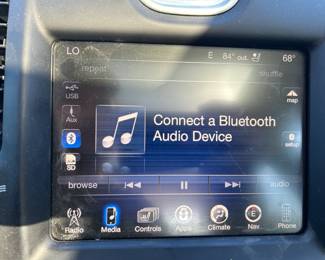 LO E 84° out 68°
repeat shuffle
USB
Aux
SD
Connect a Bluetooth
Audio Device
map
setup
browse audio
Radio Media Controls Apps Climate E Nav Phone